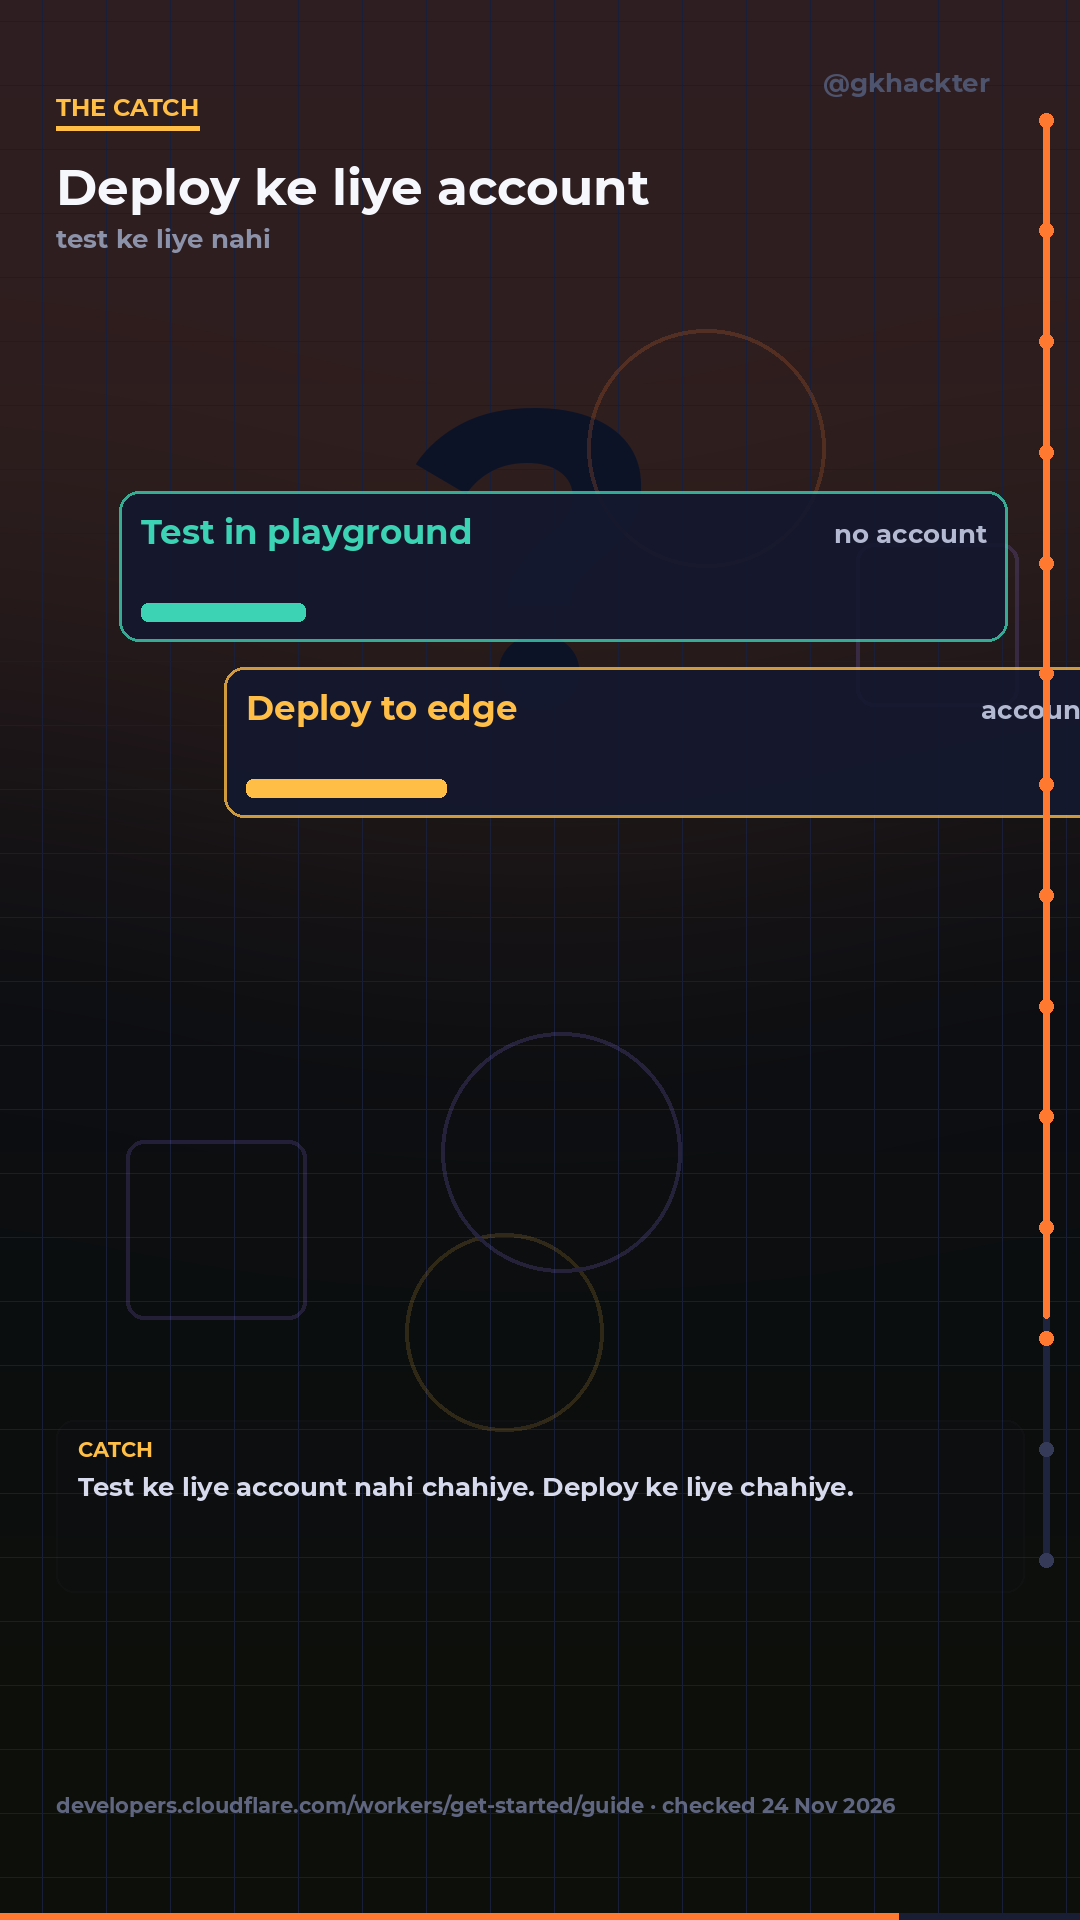 @gkhackter
THE CATCH
Deploy ke liye account
test ke liye nahi
Test in playground
no account
Deploy to edge
CATCH
Test ke liye account nahi chahiye. Deploy ke liye chahiye.
developers.cloudflare.com/workers/get-started/guide · checked 24 Nov 2026